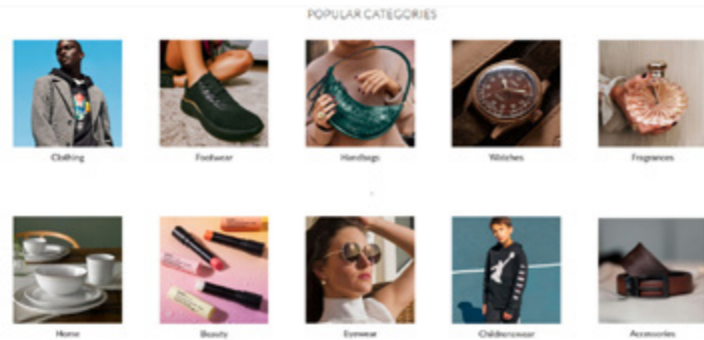 POPULAR CATEGORIES
Clothing
Footwear
Handbags
Watches
Fragrances
Home
Beauty
Eyewear
Childrenswear
Accessories